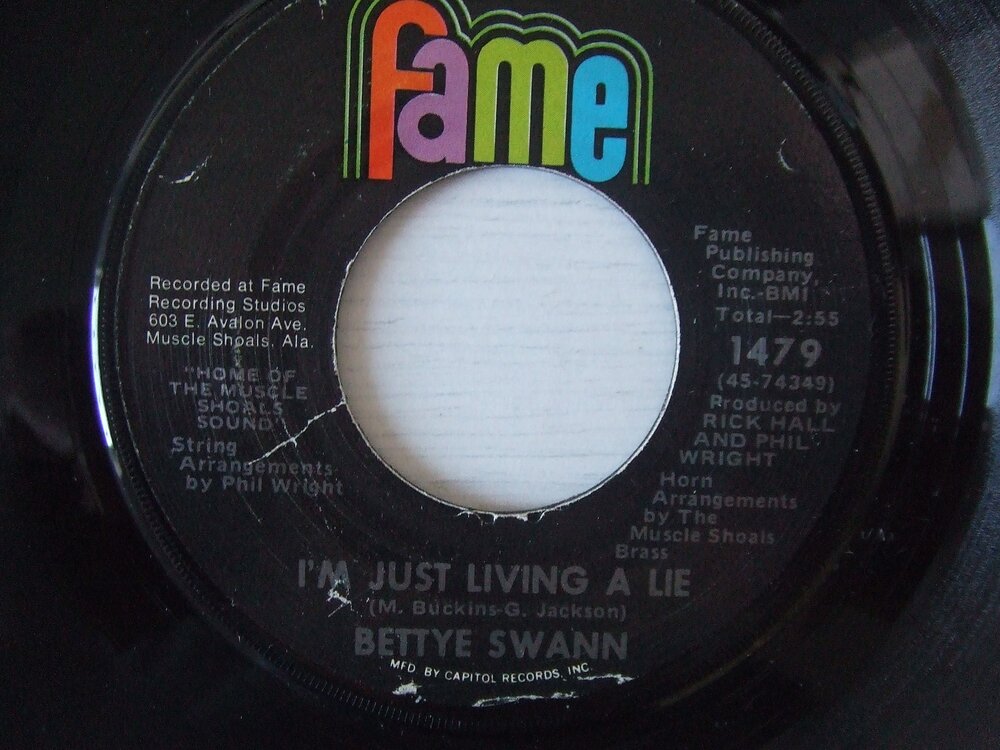 fame
Recorded at Fame
Recording Studios
603 E. Avalon Ave.
Muscle Shoals, Ala.
"HOME OF
THE MUSCLE
SHOALS
SOUND"
String
Arrangements
by Phil Wright
Fame
Publishing
Company,
Inc.-BMI
Total—2:55
1479
(45-74349)
Produced by
RICK HALL
AND PHIL
WRIGHT
Horn
Arrangements
by The
Muscle Shoals
Brass
I'M JUST LIVING A LIE
(M. Buckins-G. Jackson)
BETTYE SWANN
MFD BY CAPITOL RECORDS, INC.